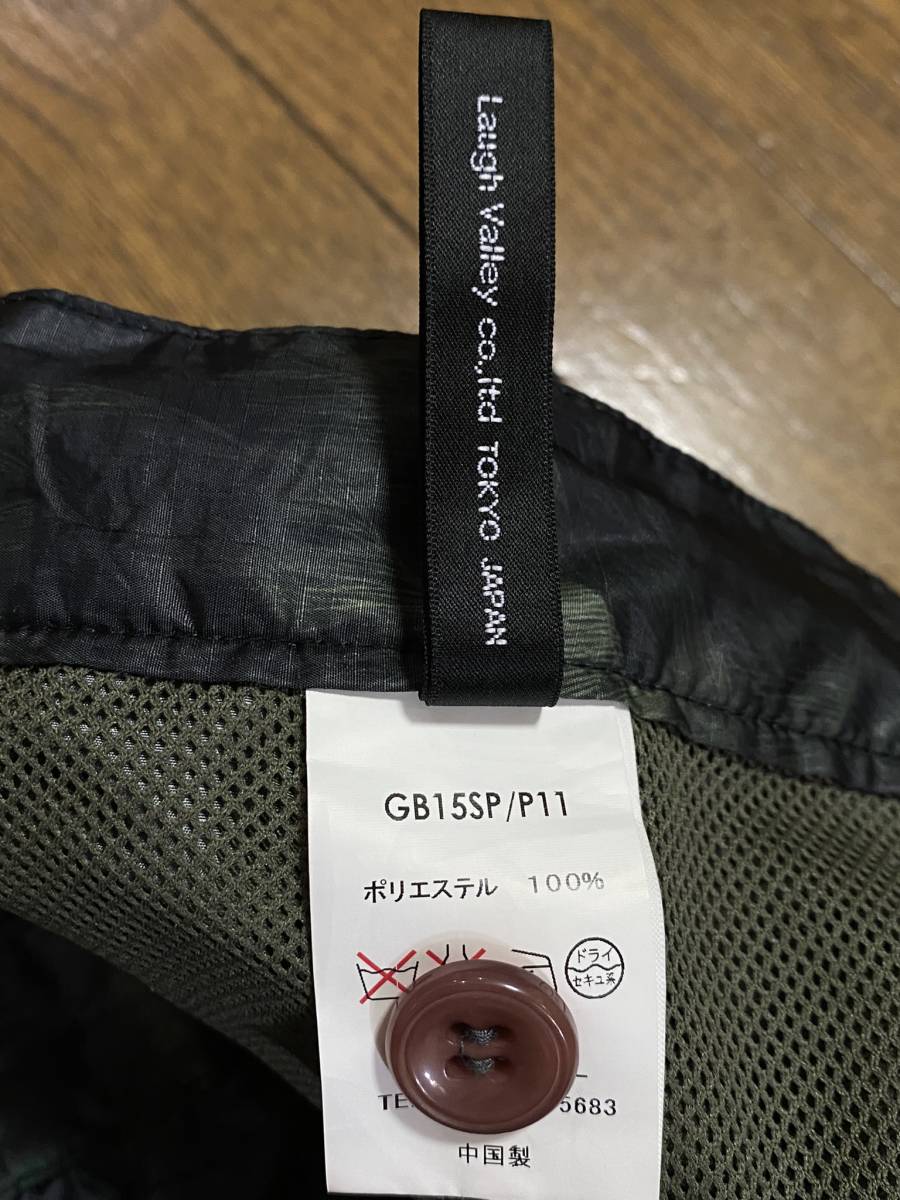 Laugh Valley co.,ltd TOKYO JAPAN
GB15SP/P11
ポリエステル 100%
ドライ
セキユ系
5683
中国製